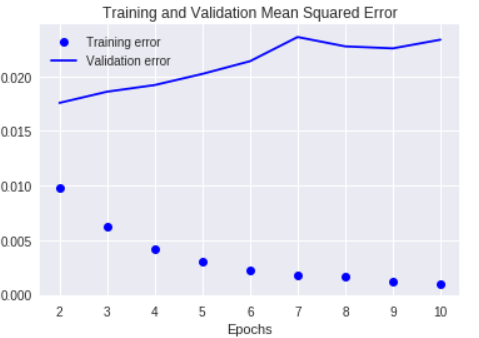 Training and Validation Mean Squared Error
Training error
Validation error
0.020
0.015
0.010
0.005
0.000
2 3 4 5 6 7 8 9 10
Epochs